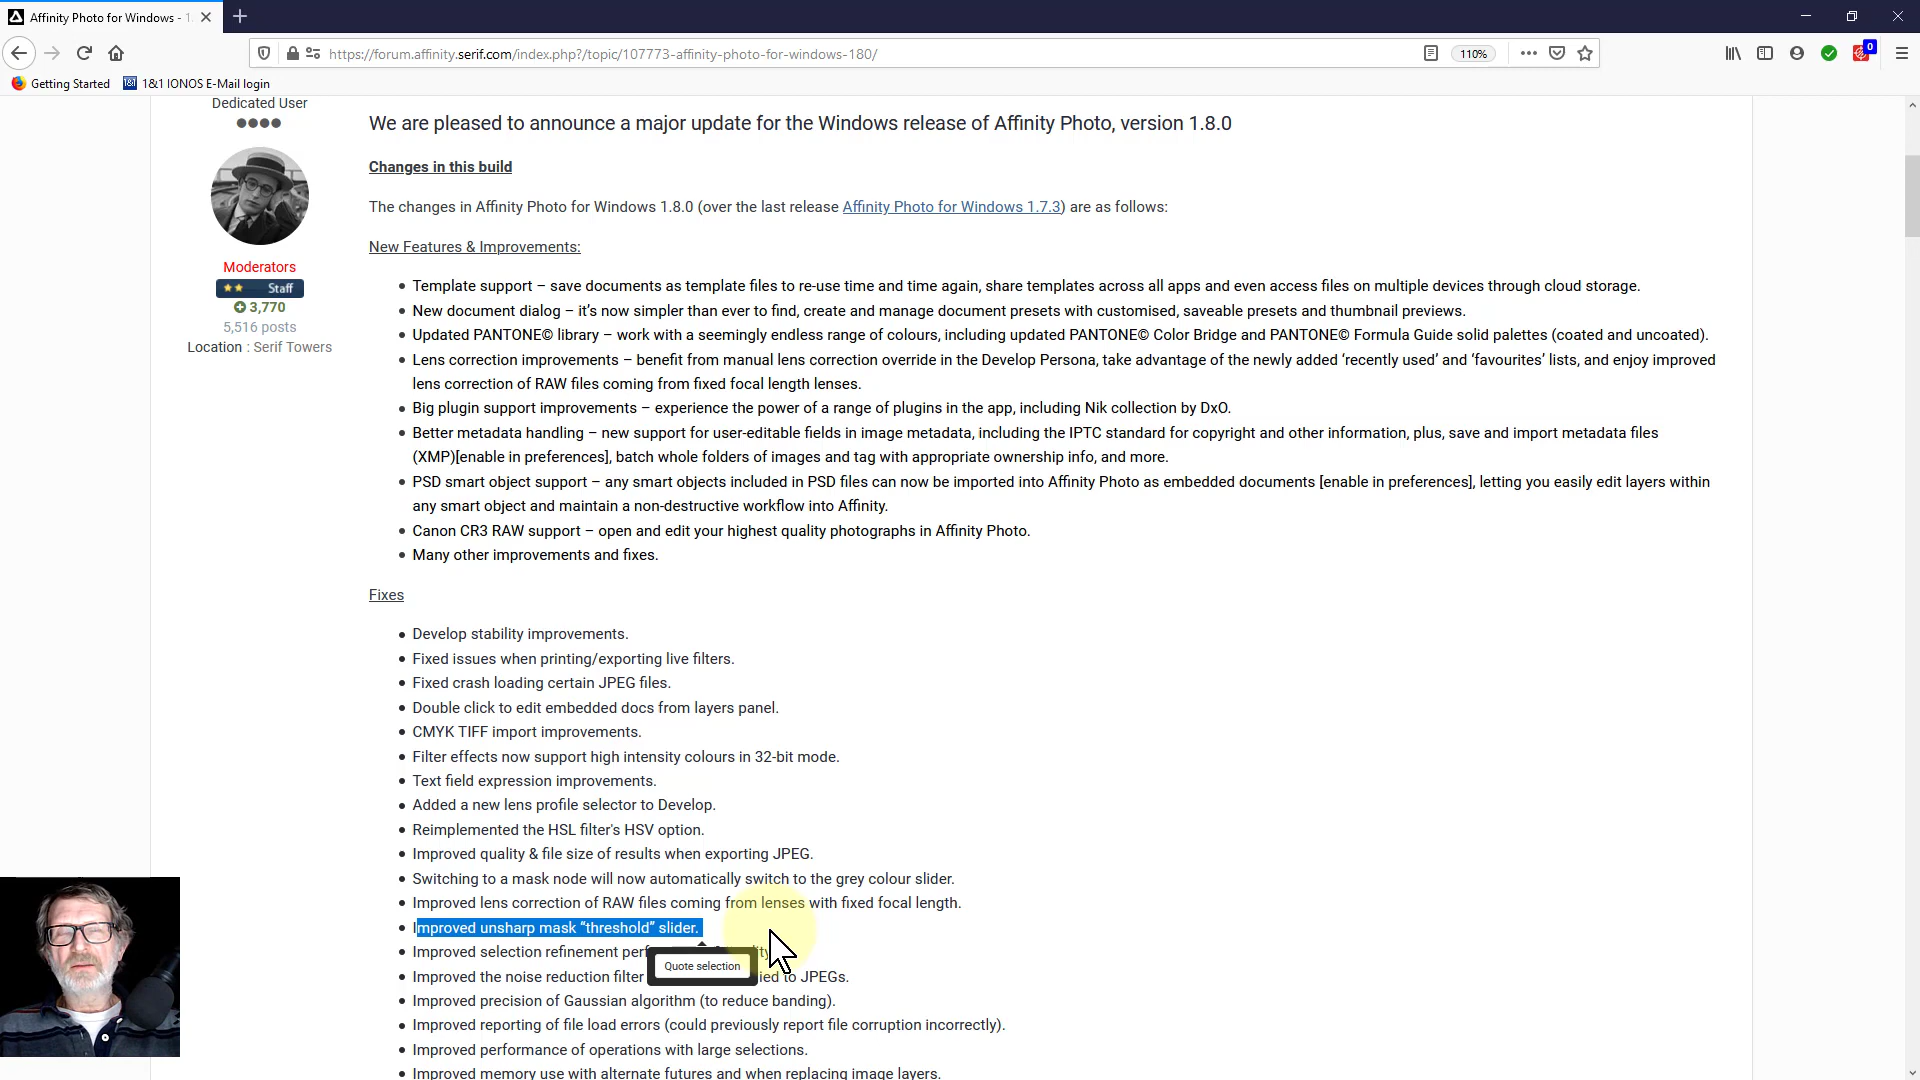 Affinity Photo for Windows - 1.
https://forum.affinity.serif.com/index.php?/topic/107773-affinity-photo-for-windows-180/
110%
0
Getting Started
1&1 IONOS E-Mail login
Dedicated User
Moderators
Staff
3,770
5,516 posts
Location : Serif Towers
We are pleased to announce a major update for the Windows release of Affinity Photo, version 1.8.0
Changes in this build
The changes in Affinity Photo for Windows 1.8.0 (over the last release Affinity Photo for Windows 1.7.3) are as follows:
New Features & Improvements:
Template support – save documents as template files to re-use time and time again, share templates across all apps and even access files on multiple devices through cloud storage.
New document dialog – it’s now simpler than ever to find, create and manage document presets with customised, saveable presets and thumbnail previews.
Updated PANTONE© library – work with a seemingly endless range of colours, including updated PANTONE© Color Bridge and PANTONE© Formula Guide solid palettes (coated and uncoated).
Lens correction improvements – benefit from manual lens correction override in the Develop Persona, take advantage of the newly added ‘recently used’ and ‘favourites’ lists, and enjoy improved
lens correction of RAW files coming from fixed focal length lenses.
Big plugin support improvements – experience the power of a range of plugins in the app, including Nik collection by DxO.
Better metadata handling – new support for user-editable fields in image metadata, including the IPTC standard for copyright and other information, plus, save and import metadata files
(XMP)[enable in preferences], batch whole folders of images and tag with appropriate ownership info, and more.
PSD smart object support – any smart objects included in PSD files can now be imported into Affinity Photo as embedded documents [enable in preferences], letting you easily edit layers within
any smart object and maintain a non-destructive workflow into Affinity.
Canon CR3 RAW support – open and edit your highest quality photographs in Affinity Photo.
Many other improvements and fixes.
Fixes
Develop stability improvements.
Fixed issues when printing/exporting live filters.
Fixed crash loading certain JPEG files.
Double click to edit embedded docs from layers panel.
CMYK TIFF import improvements.
Filter effects now support high intensity colours in 32-bit mode.
Text field expression improvements.
Added a new lens profile selector to Develop.
Reimplemented the HSL filter's HSV option.
Improved quality & file size of results when exporting JPEG.
Switching to a mask node will now automatically switch to the grey colour slider.
Improved lens correction of RAW files coming from lenses with fixed focal length.
Improved unsharp mask “threshold” slider.
Improved selection refinement
Quote selection
Improved the noise reduction filter to JPEGs.
Improved precision of Gaussian algorithm (to reduce banding).
Improved reporting of file load errors (could previously report file corruption incorrectly).
Improved performance of operations with large selections.
Improved memory use with alternate futures and when replacing image layers.